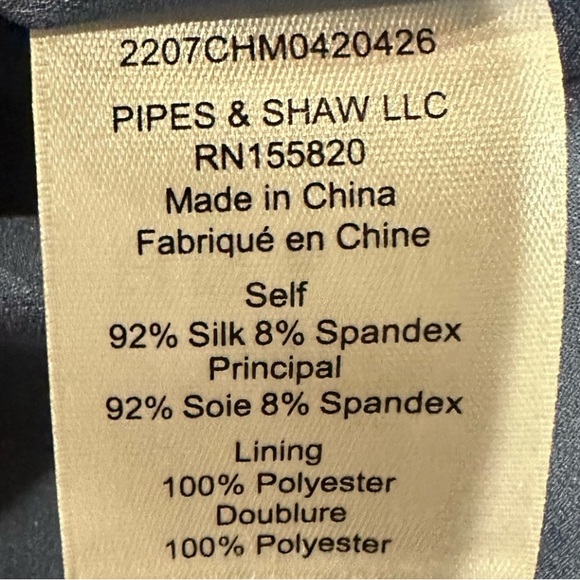 2207CHM0420426
PIPES & SHAW LLC
RN155820
Made in China
Fabriqué en Chine
Self
92% Silk 8% Spandex
Principal
92% Soie 8% Spandex
Lining
100% Polyester
Doublure
100% Polyester